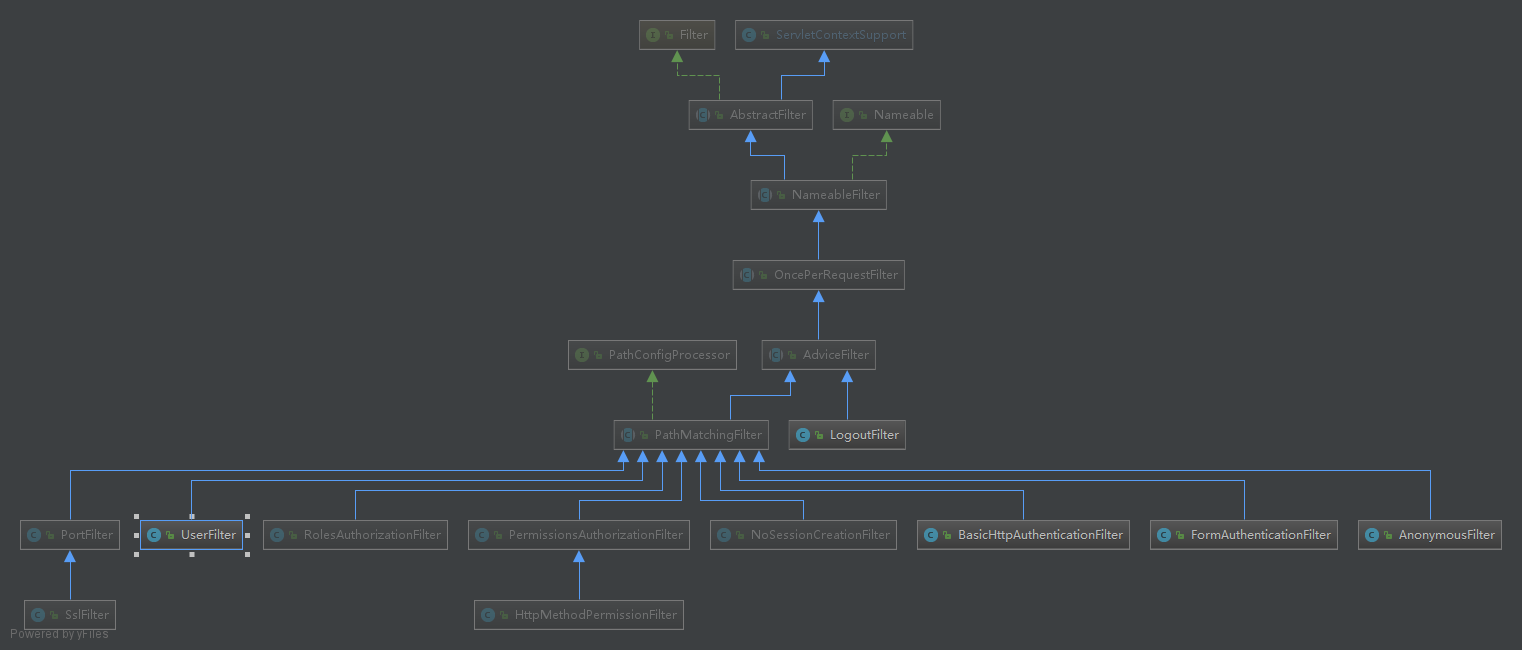 Filter
ServletContextSupport
AbstractFilter
Nameable
NameableFilter
OncePerRequestFilter
PathConfigProcessor
AdviceFilter
PathMatchingFilter
LogoutFilter
PortFilter
UserFilter
RolesAuthorizationFilter
PermissionsAuthorizationFilter
NoSessionCreationFilter
BasicHttpAuthenticationFilter
FormAuthenticationFilter
AnonymousFilter
SslFilter
HttpMethodPermissionFilter
Powered by yFiles